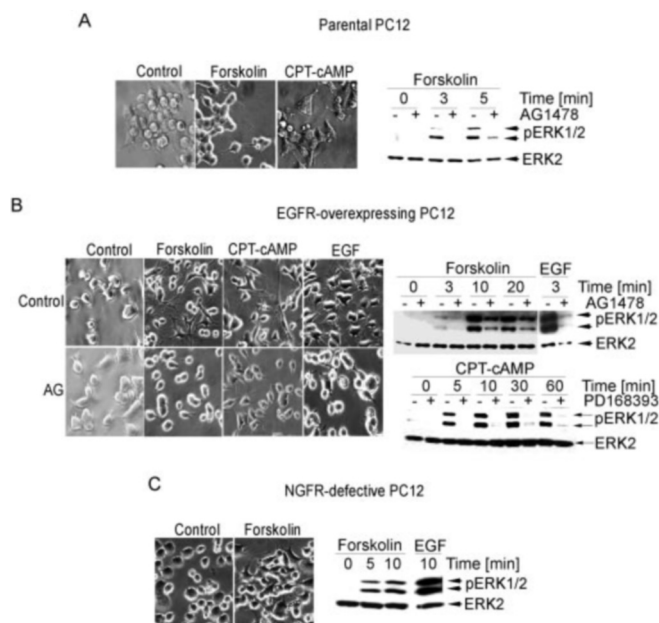 A
Parental PC12
Control Forskolin CPT-cAMP
Forskolin
0 3 5 Time [min]
- + - + - + AG1478
pERK1/2
ERK2
B
EGFR-overexpressing PC12
Control Forskolin CPT-cAMP EGF
Control
AG
Forskolin EGF
0 3 10 20 3 Time [min]
- + - + - + - + - + AG1478
pERK1/2
ERK2
CPT-cAMP
0 5 10 30 60 Time [min]
- + - + - + - + - + PD168393
pERK1/2
ERK2
C
NGFR-defective PC12
Control Forskolin
Forskolin EGF
0 5 10 10 Time [min]
pERK1/2
ERK2